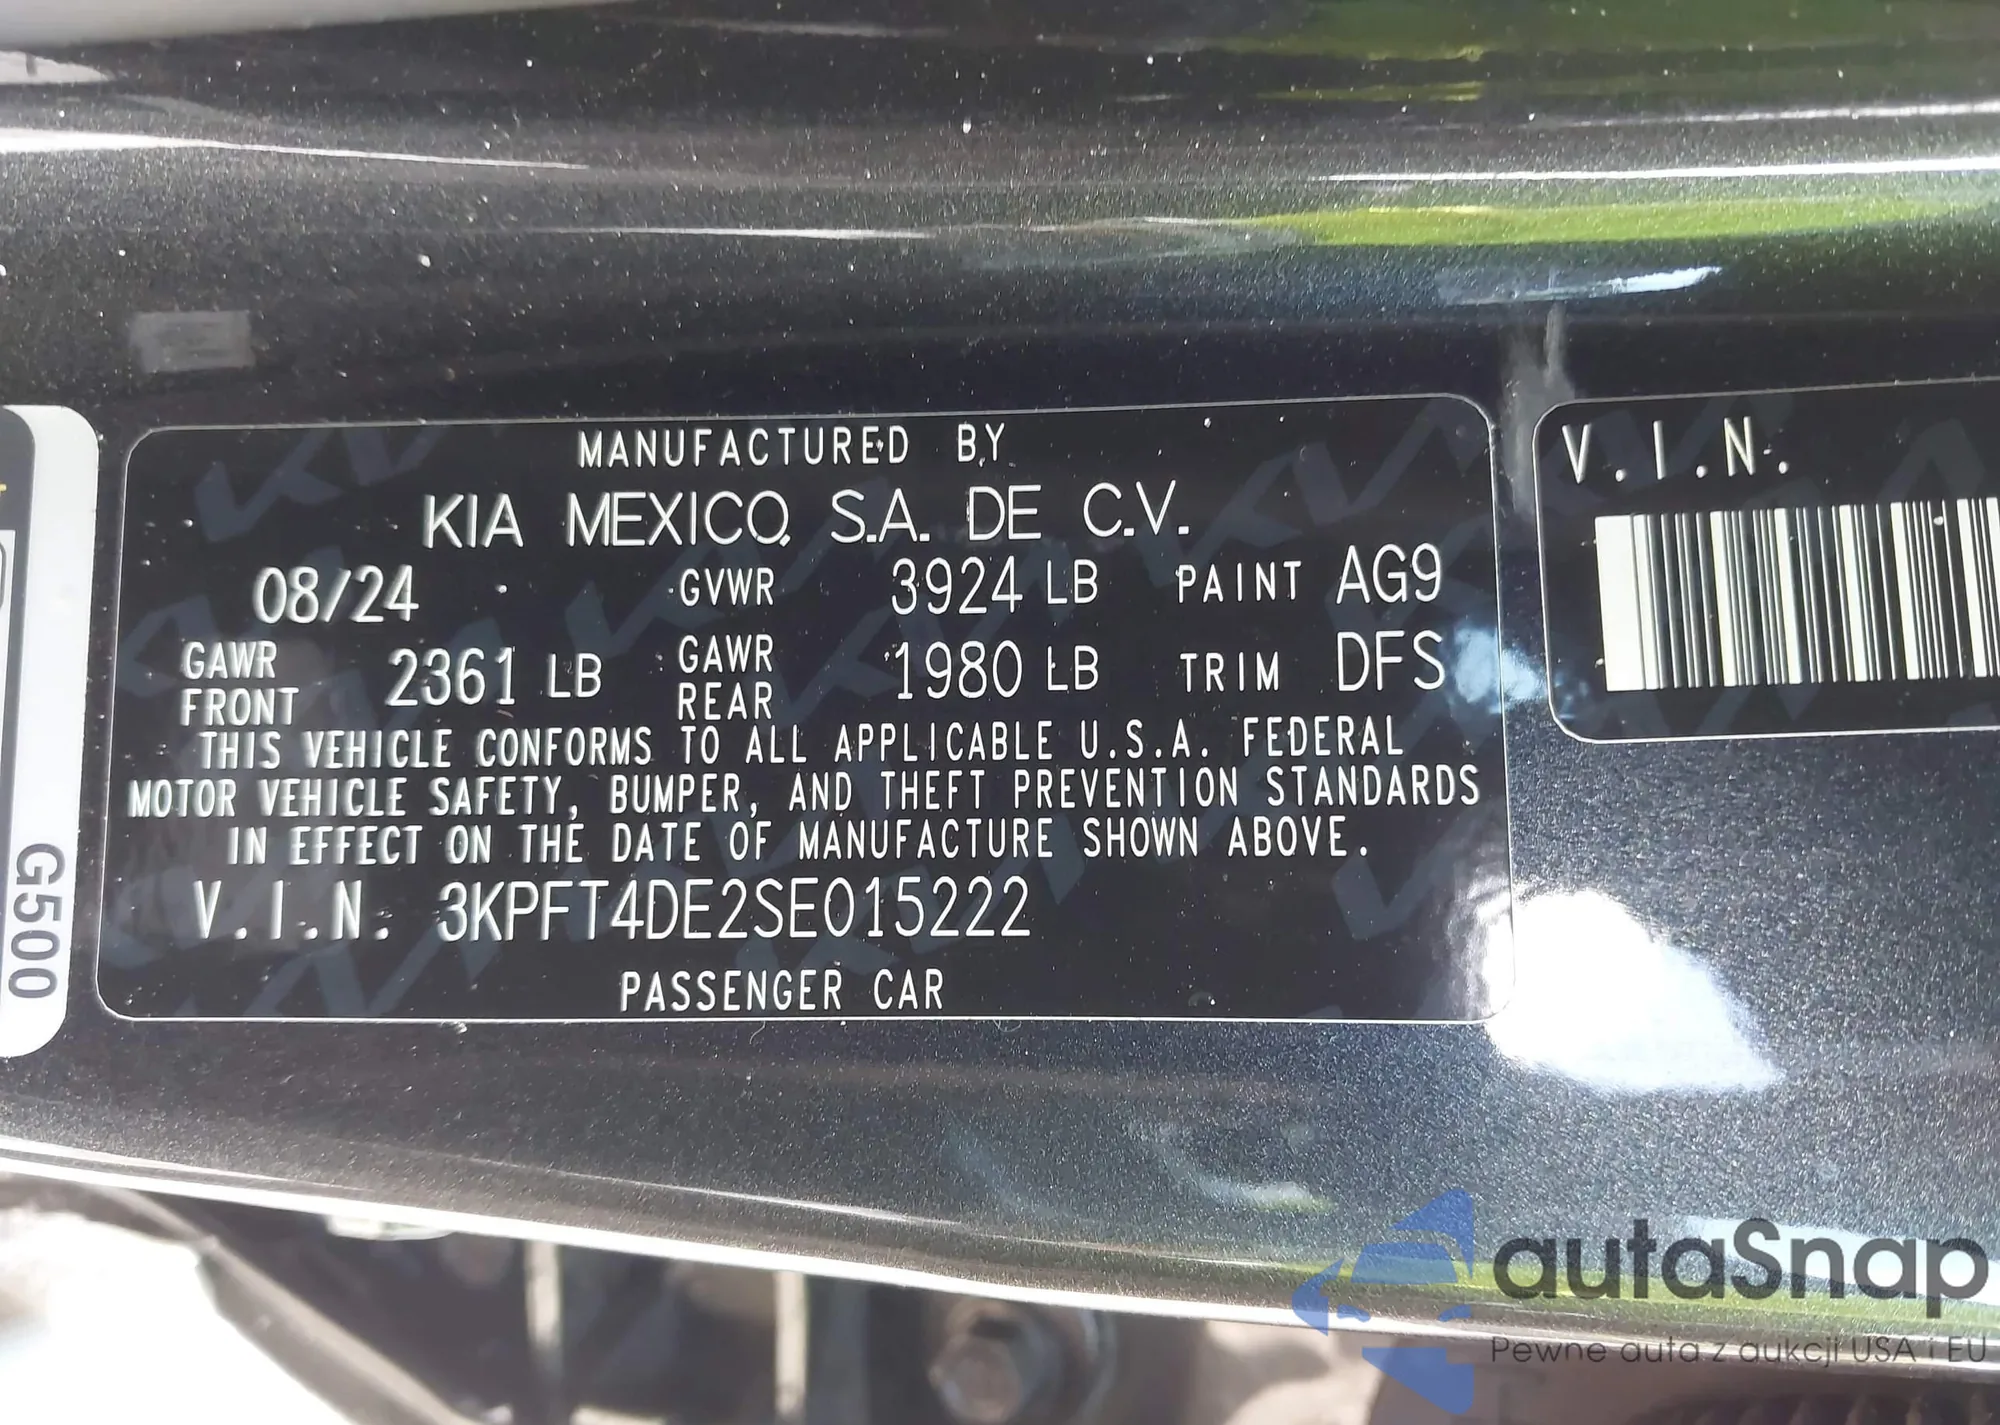 MANUFACTURED BY
KIA MEXICO, S.A. DE C.V.
08/24 GVWR 3924 LB PAINT AG9
GAWR FRONT 2361 LB GAWR REAR 1980 LB TRIM DFS
THIS VEHICLE CONFORMS TO ALL APPLICABLE U.S.A. FEDERAL
MOTOR VEHICLE SAFETY, BUMPER, AND THEFT PREVENTION STANDARDS
IN EFFECT ON THE DATE OF MANUFACTURE SHOWN ABOVE.
V.I.N. 3KPFT4DE2SE015222
PASSENGER CAR
V.I.N.
G500
autaSnap
Pewne auta z aukcji USA i EU